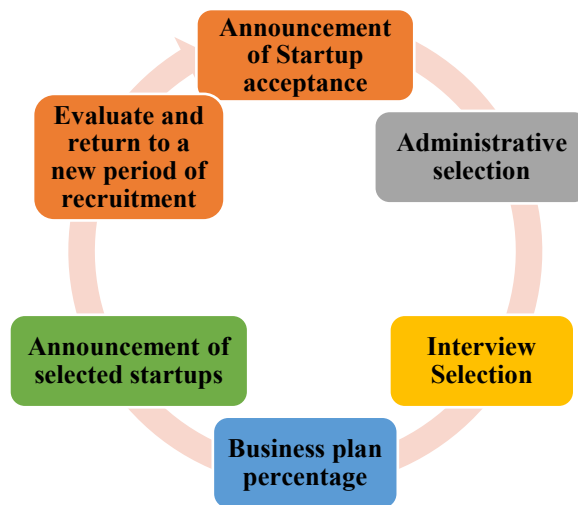 Announcement
of Startup
acceptance
Administrative
selection
Interview
Selection
Business plan
percentage
Announcement of
selected startups
Evaluate and
return to a
new period of
recruitment